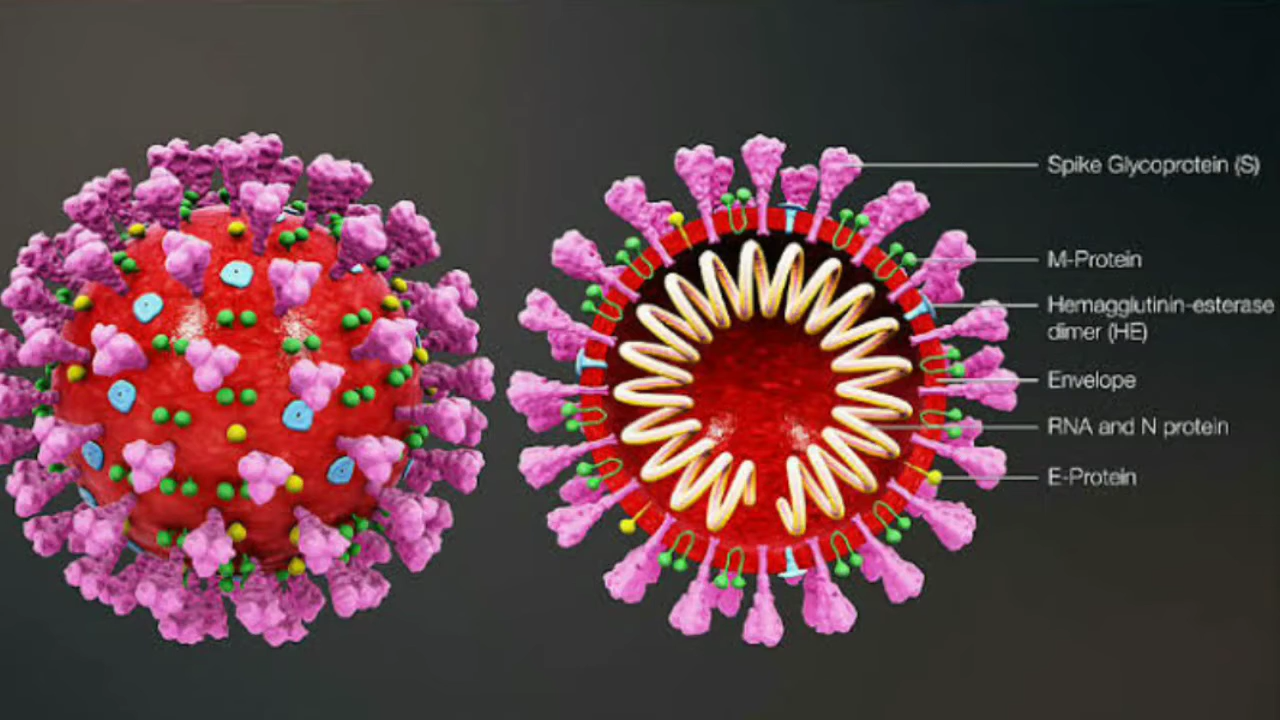 Spike Glycoprotein (S)
M-Protein
Hemagglutinin-esterase
dimer (HE)
Envelope
RNA and N protein
E-Protein